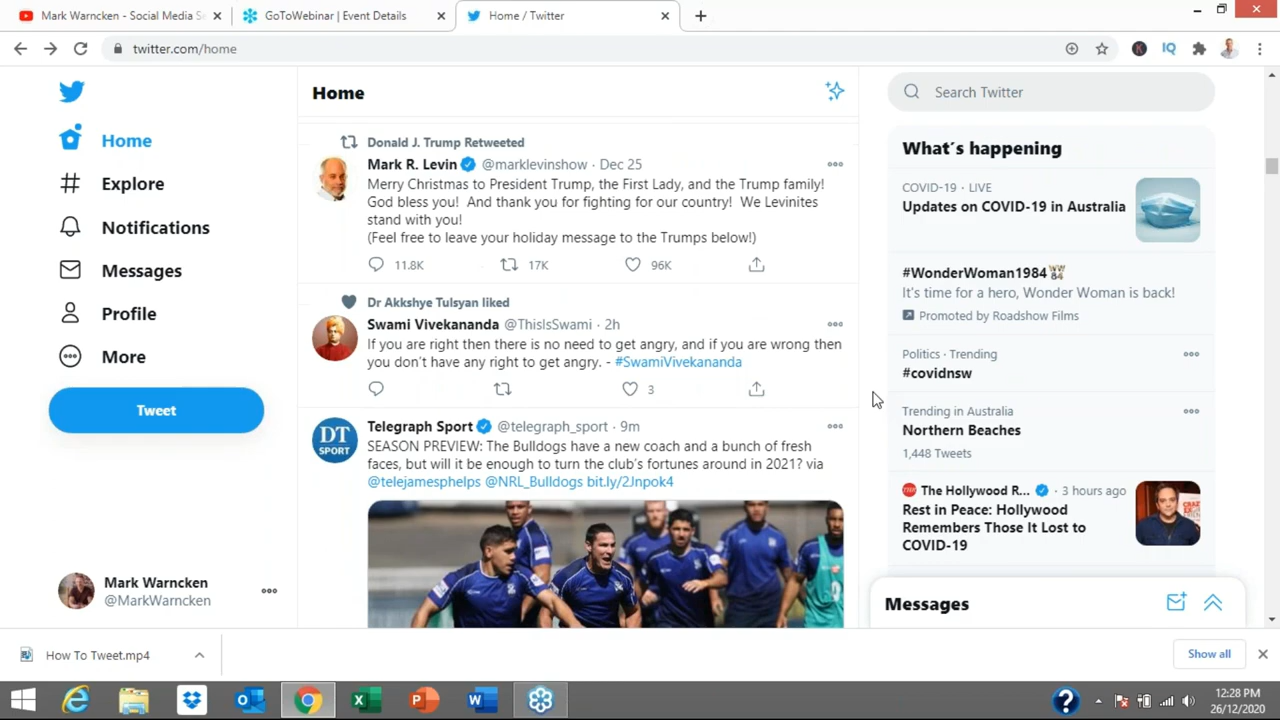 Mark Warncken - Social Media Se
GoToWebinar | Event Details
Home / Twitter
twitter.com/home
K
IQ
Home
Explore
Notifications
Messages
Profile
More
Tweet
Mark Warncken
@MarkWarncken
Home
Donald J. Trump Retweeted
Mark R. Levin @marklevinshow · Dec 25
Merry Christmas to President Trump, the First Lady, and the Trump family!
God bless you!  And thank you for fighting for our country!  We Levinites
stand with you!
(Feel free to leave your holiday message to the Trumps below!)
11.8K 17K 96K
Dr Akkshye Tulsyan liked
Swami Vivekananda @ThisIsSwami · 2h
If you are right then there is no need to get angry, and if you are wrong then
you don't have any right to get angry. - #SwamiVivekananda
3
DT
SPORT
Telegraph Sport @telegraph_sport · 9m
SEASON PREVIEW: The Bulldogs have a new coach and a bunch of fresh
faces, but will it be enough to turn the club's fortunes around in 2021? via
@telejamesphelps @NRL_Bulldogs bit.ly/2Jnpok4
Search Twitter
What's happening
COVID-19 · LIVE
Updates on COVID-19 in Australia
#WonderWoman1984
It's time for a hero, Wonder Woman is back!
Promoted by Roadshow Films
Politics · Trending
#covidnsw
Trending in Australia
Northern Beaches
1,448 Tweets
The Hollywood R... · 3 hours ago
Rest in Peace: Hollywood
Remembers Those It Lost to
COVID-19
Messages
How To Tweet.mp4
Show all
12:28 PM
26/12/2020